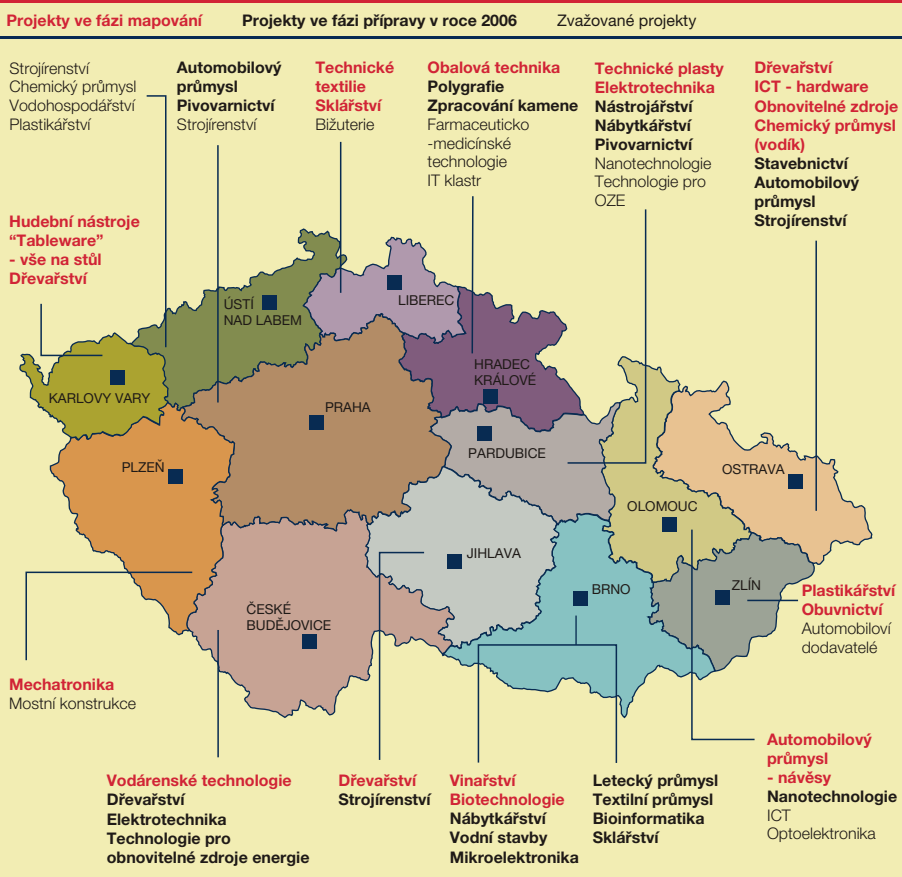 Projekty ve fázi mapování
Projekty ve fázi přípravy v roce 2006
Zvažované projekty
Strojírenství
Chemický průmysl
Vodohospodářství
Plastikářství
Automobilový
průmysl
Pivovarnictví
Strojírenství
Technické
textilie
Sklářství
Bižuterie
Obalová technika
Polygrafie
Zpracování kamene
Farmaceuticko
-medicínské
technologie
IT klastr
Technické plasty
Elektrotechnika
Nástrojářství
Nábytkářství
Pivovarnictví
Nanotechnologie
Technologie pro
OZE
Dřevařství
ICT - hardware
Obnovitelné zdroje
Chemický průmysl
(vodík)
Stavebnictví
Automobilový
průmysl
Strojírenství
Hudební nástroje
“Tableware”
- vše na stůl
Dřevařství
ÚSTÍ
NAD LABEM
LIBEREC
HRADEC
KRÁLOVÉ
KARLOVY VARY
PRAHA
PARDUBICE
PLZEŇ
OSTRAVA
OLOMOUC
JIHLAVA
BRNO
ZLÍN
ČESKÉ
BUDĚJOVICE
Plastikářství
Obuvnictví
Automobiloví
dodavatelé
Mechatronika
Mostní konstrukce
Vodárenské technologie
Dřevařství
Elektrotechnika
Technologie pro
obnovitelné zdroje energie
Dřevařství
Strojírenství
Vinařství
Biotechnologie
Nábytkářství
Vodní stavby
Mikroelektronika
Letecký průmysl
Textilní průmysl
Bioinformatika
Sklářství
Automobilový
průmysl
- návěsy
Nanotechnologie
ICT
Optoelektronika